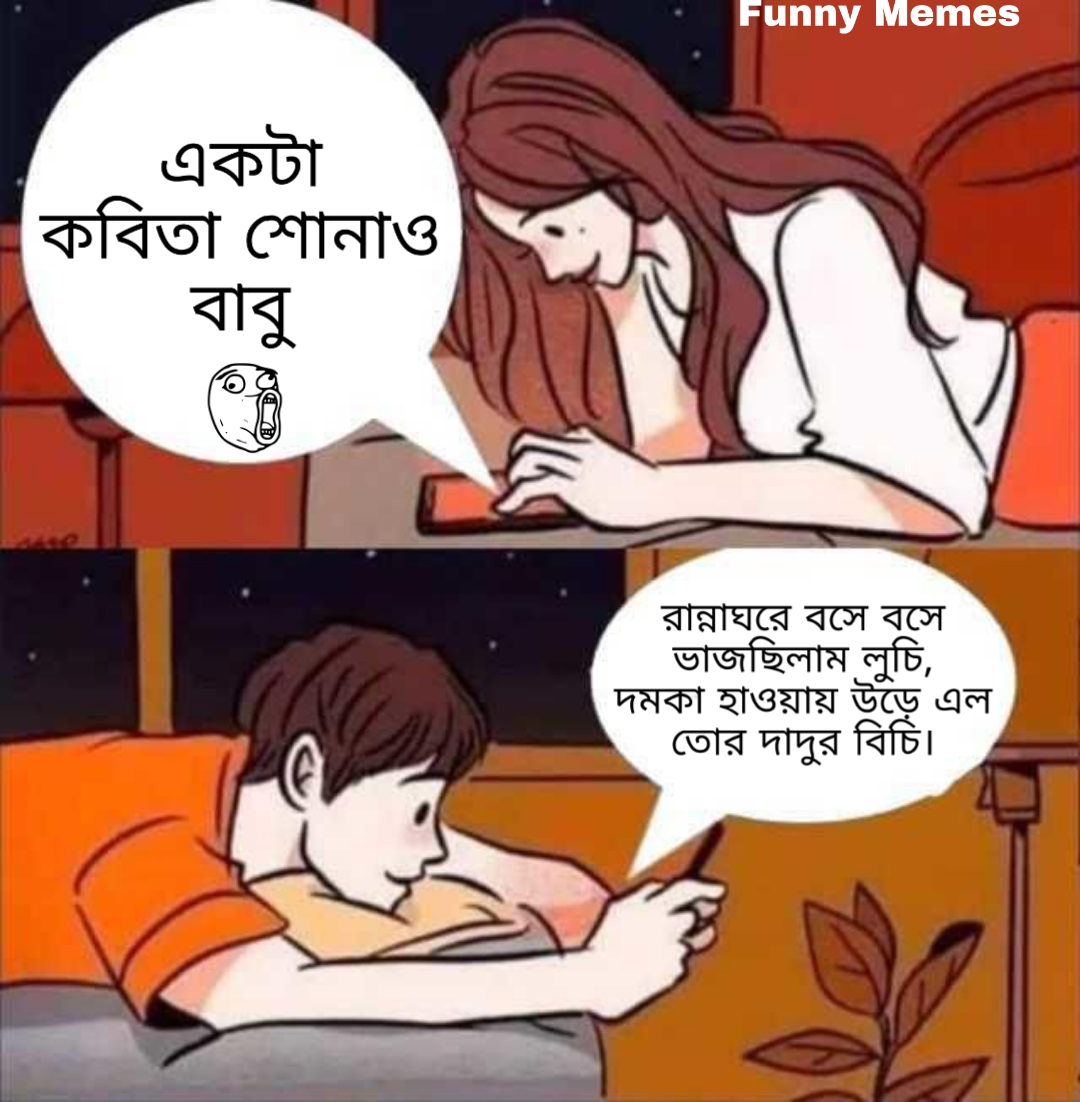 Funny Memes
একটা
কবিতা শোনাও
বাবু
রান্নাঘরে বসে বসে
ভাজছিলাম লুচি,
দমকা হাওয়ায় উড়ে এল
তোর দাদুর বিচি।